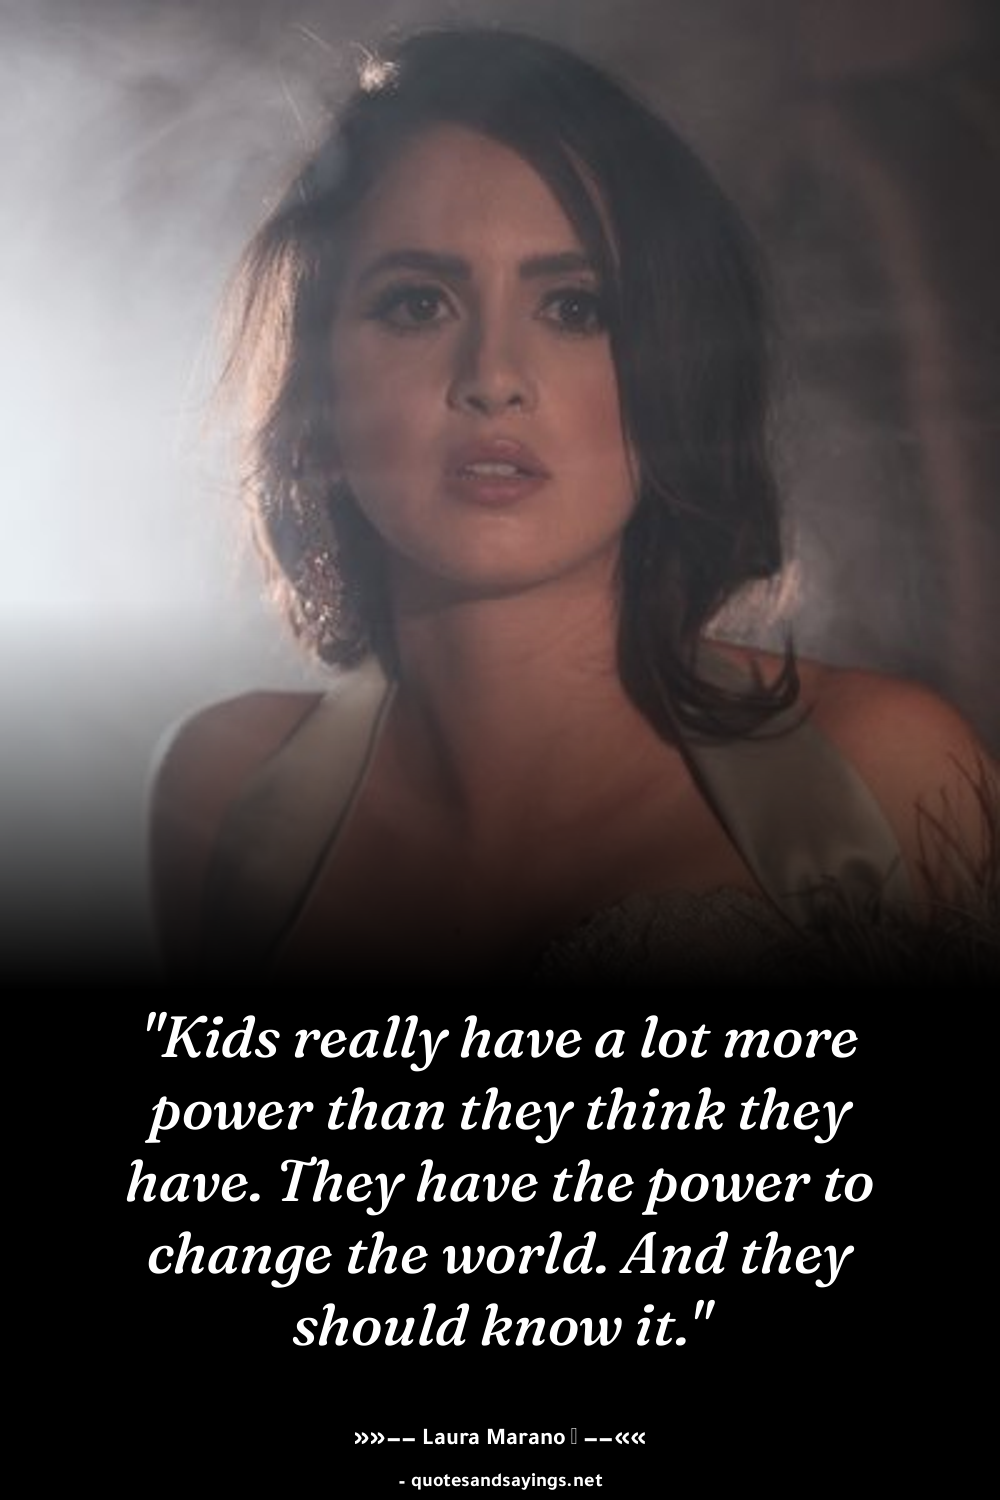 "Kids really have a lot more
power than they think they
have. They have the power to
change the world. And they
should know it."
»»−− Laura Marano −−««
- quotesandsayings.net